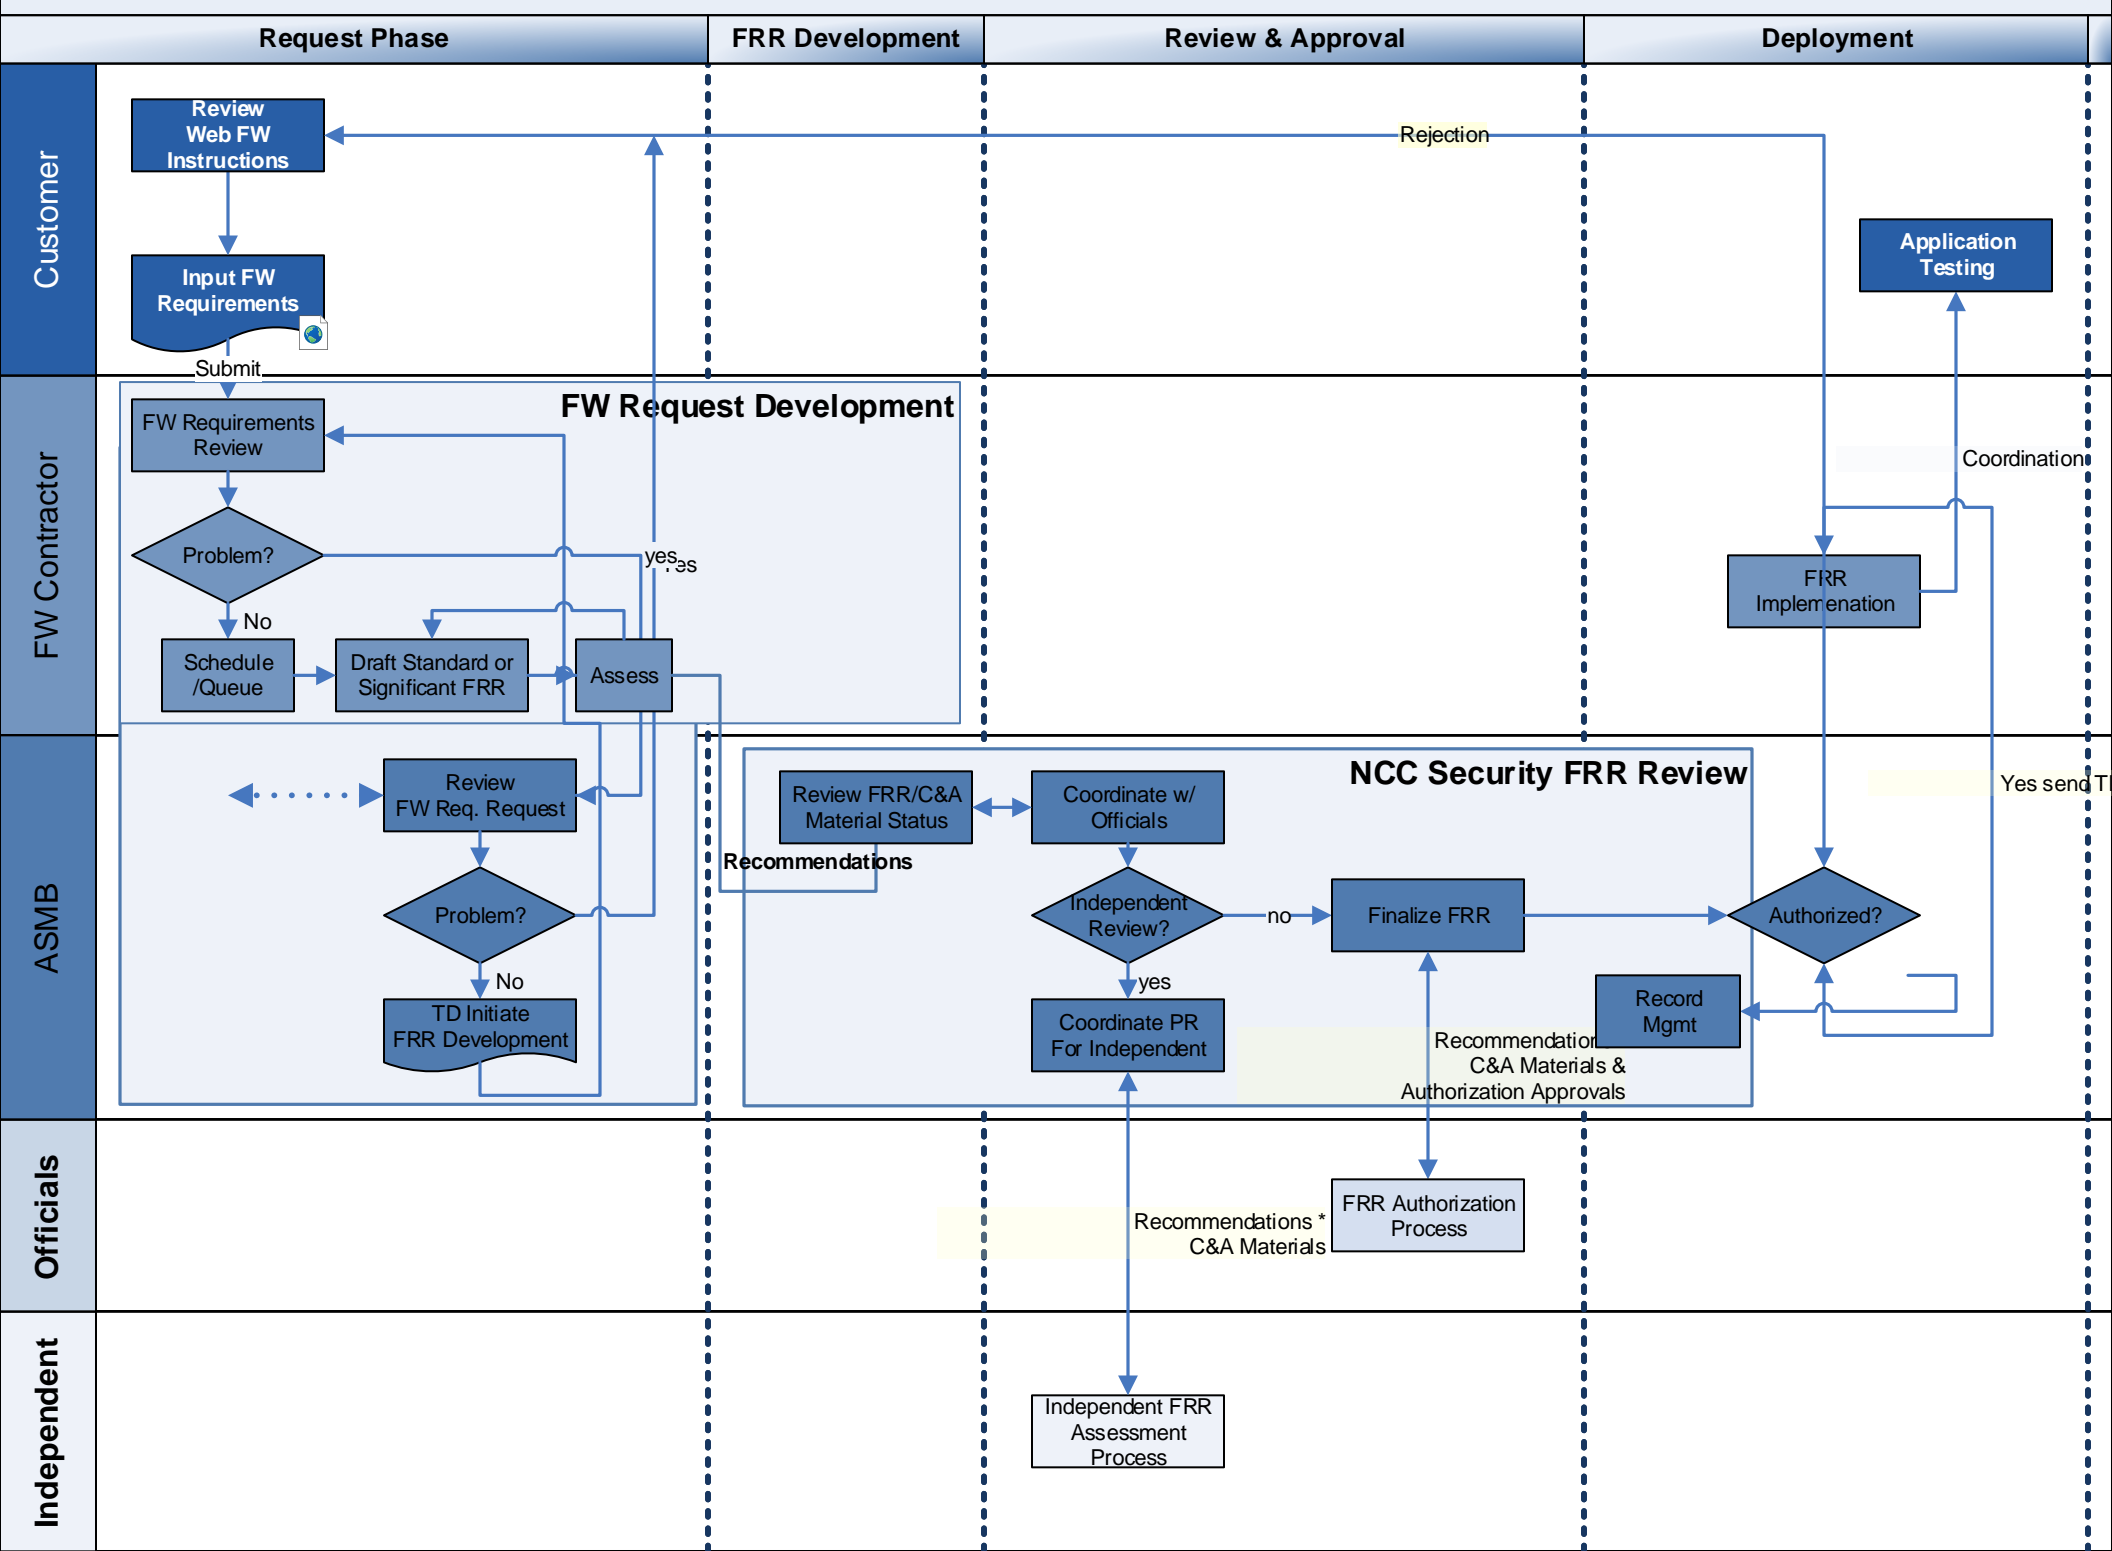 Request Phase
FRR Development
Review & Approval
Deployment
Customer
Review
Web FW
Instructions
Rejection
Input FW
Requirements
Application
Testing
Submit
FW Contractor
FW Request Development
FW Requirements
Review
Coordination
Problem?
yes
No
FRR
Implemenation
Schedule
/Queue
Draft Standard or
Significant FRR
Assess
ASMB
NCC Security FRR Review
Review
FW Req. Request
Review FRR/C&A
Material Status
Coordinate w/
Officials
Yes send
Recommendations
Problem?
Independent
Review?
no
Finalize FRR
Authorized?
No
yes
TD Initiate
FRR Development
Coordinate PR
For Independent
Record
Mgmt
C&A Materials &
Authorization Approvals
Officials
FRR Authorization
Process
Recommendations *
C&A Materials
Independent
Independent FRR
Assessment
Process